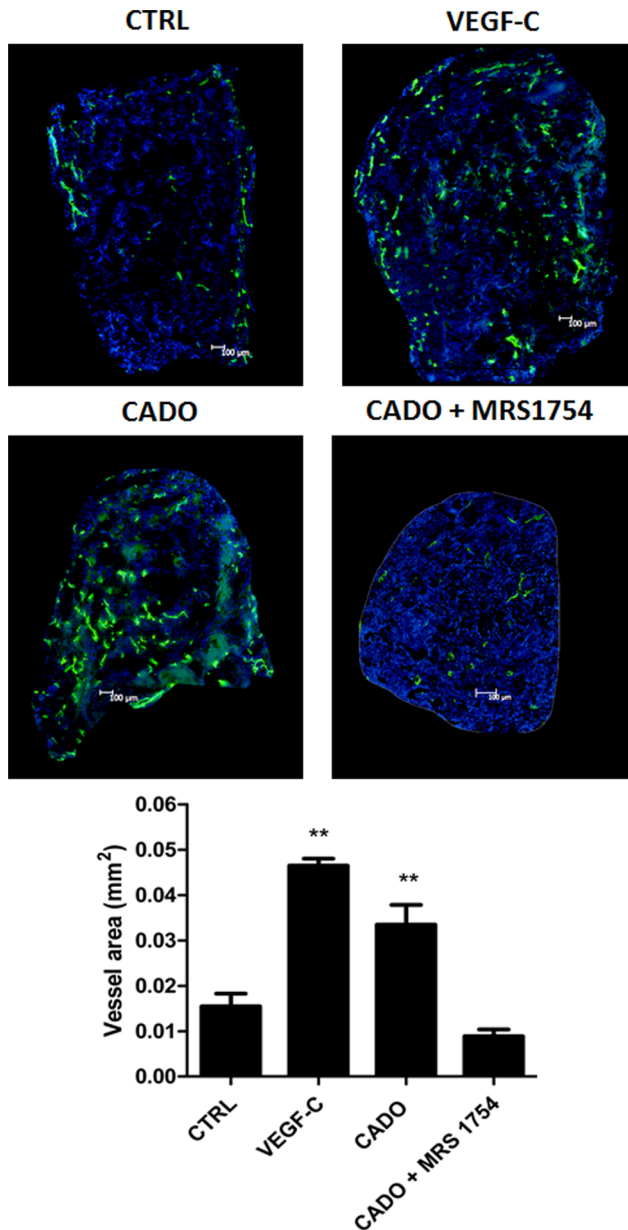 CTRL
VEGF-C
100 µm
100 µm
CADO
CADO + MRS1754
100 µm
100 µm
Vessel area (mm²)
0.06
0.05
0.04
0.03
0.02
0.01
0.00
**
**
CTRL
VEGF-C
CADO
CADO + MRS 1754